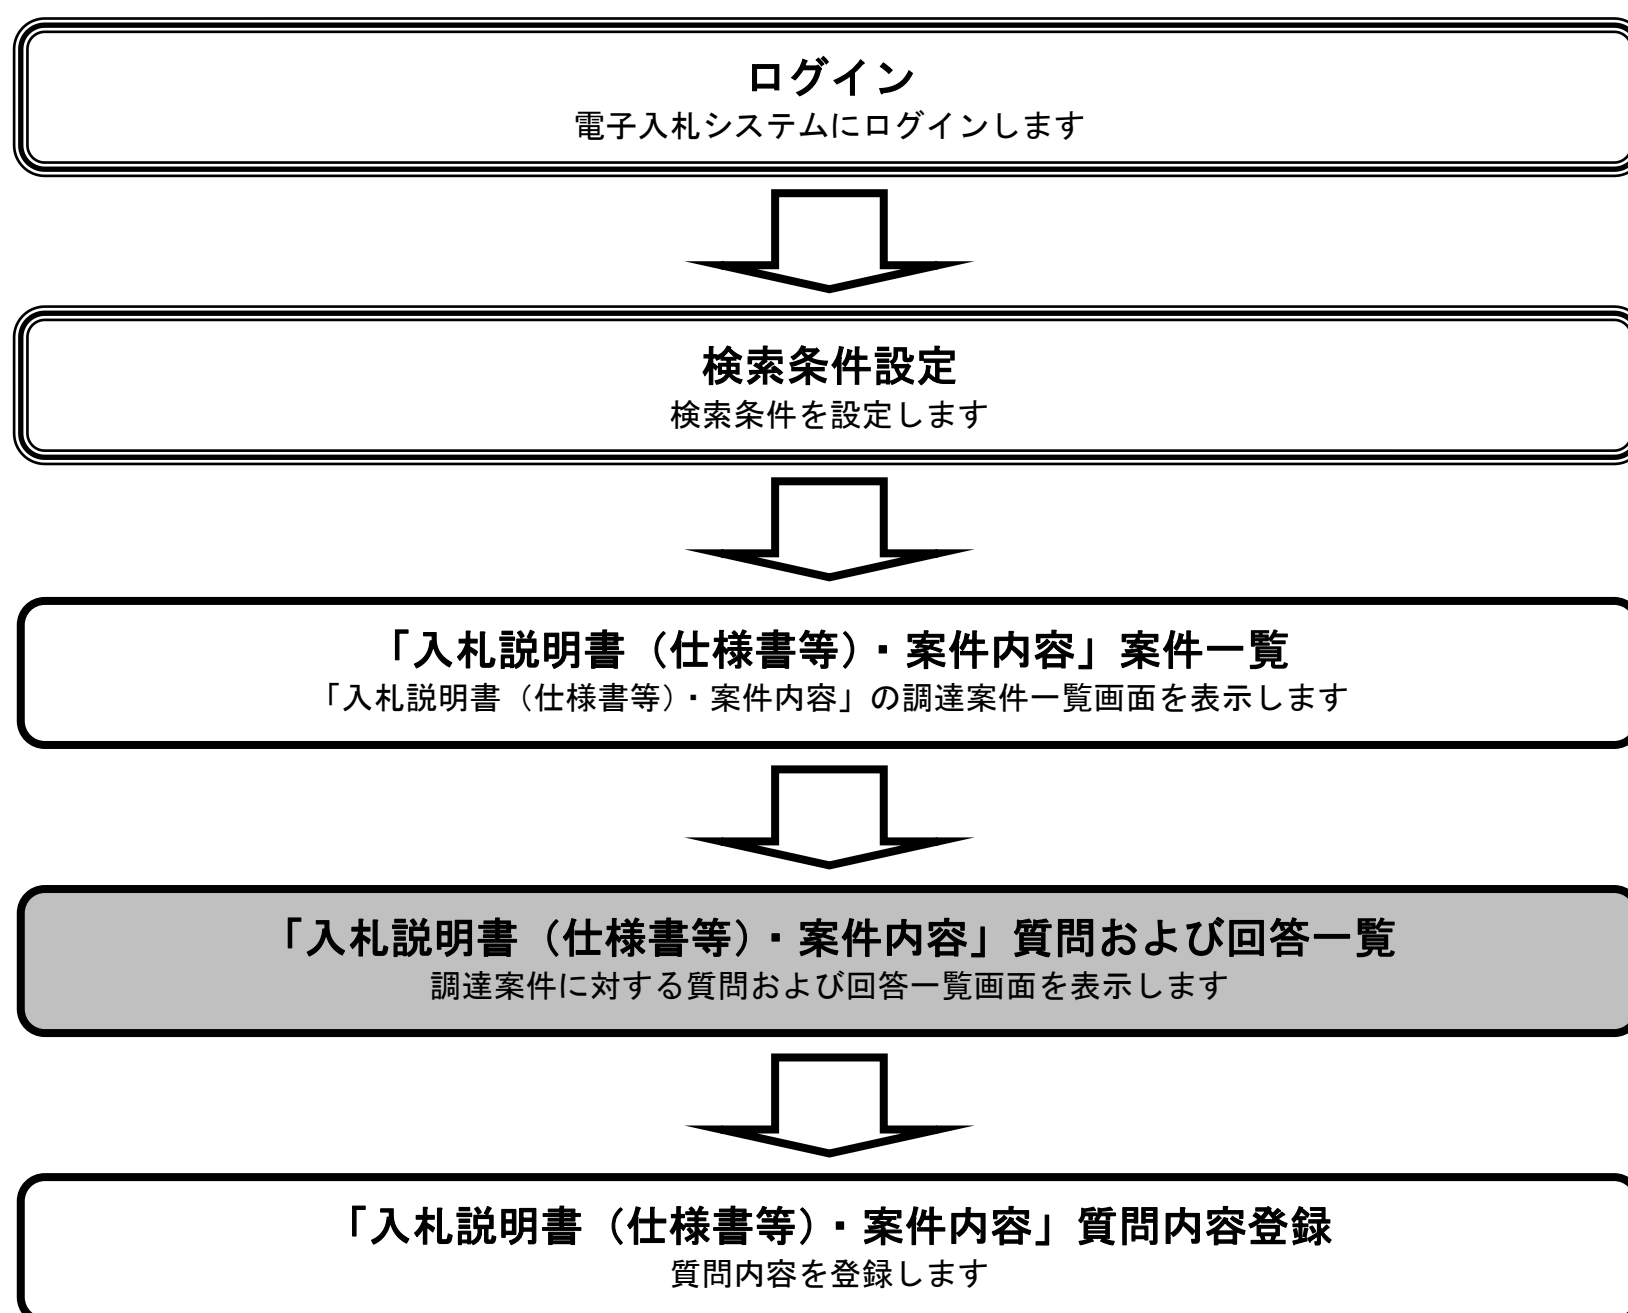 ログイン
電子入札システムにログインします
検索条件設定
検索条件を設定します
「入札説明書（仕様書等）・案件内容」案件一覧
「入札説明書（仕様書等）・案件内容」の調達案件一覧画面を表示します
「入札説明書（仕様書等）・案件内容」質問および回答一覧
調達案件に対する質問および回答一覧画面を表示します
「入札説明書（仕様書等）・案件内容」質問内容登録
質問内容を登録します